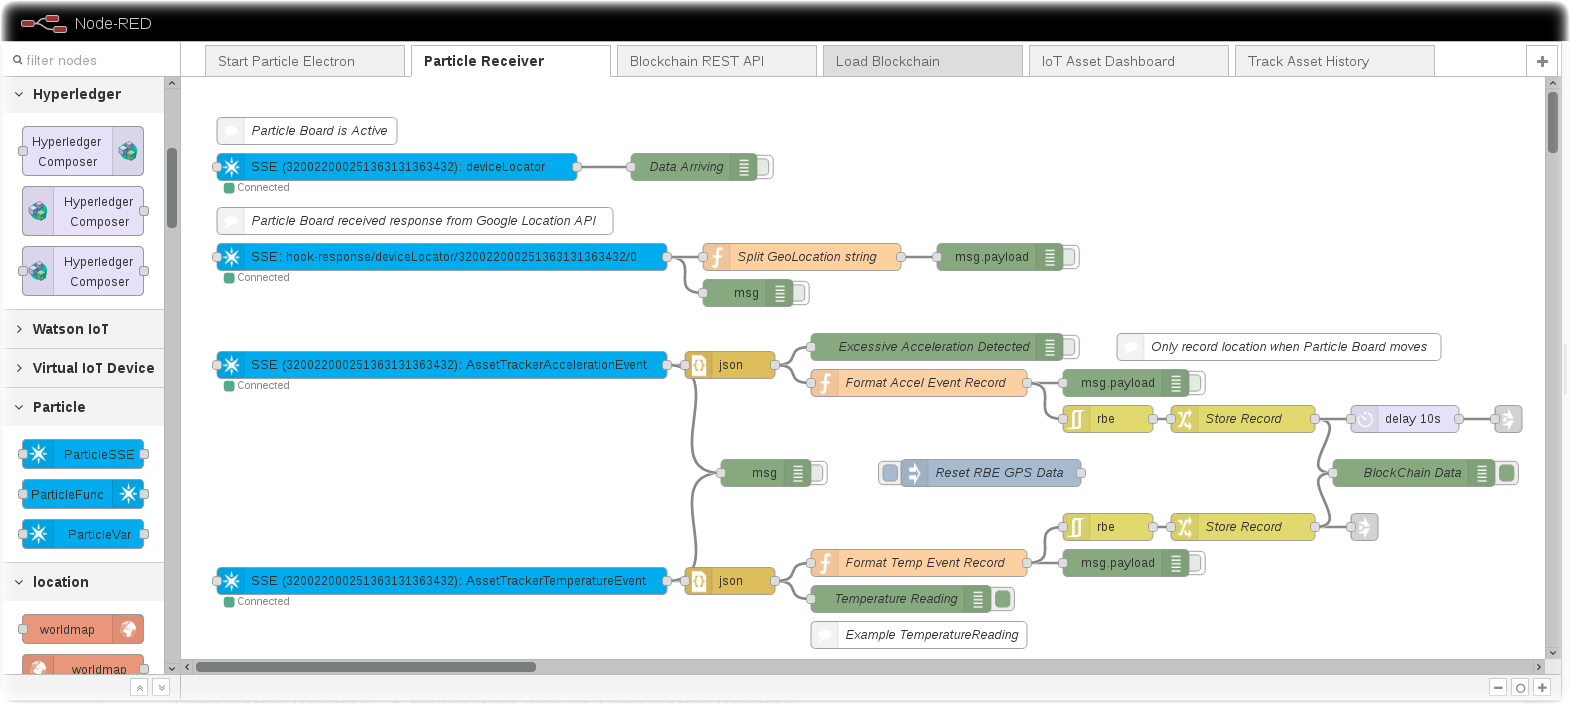 Node-RED
filter nodes
Start Particle Electron
Particle Receiver
Blockchain REST API
Load Blockchain
IoT Asset Dashboard
Track Asset History
Hyperledger
Hyperledger
Composer
Hyperledger
Composer
Hyperledger
Composer
Watson IoT
Virtual IoT Device
Particle
ParticleSSE
ParticleFunc
ParticleVar
location
worldmap
worldmap
Particle Board is Active
SSE (320022000251363131363432): deviceLocator
Data Arriving
Connected
Particle Board received response from Google Location API
SSE: hook-response/deviceLocator/320022000251363131363432/0
Split GeoLocation string
msg.payload
Connected
msg
Excessive Acceleration Detected
Only record location when Particle Board moves
SSE (320022000251363131363432): AssetTrackerAccelerationEvent
json
Connected
Format Accel Event Record
msg.payload
rbe
Store Record
delay 10s
msg
Reset RBE GPS Data
BlockChain Data
rbe
Store Record
Format Temp Event Record
msg.payload
SSE (320022000251363131363432): AssetTrackerTemperatureEvent
json
Connected
Temperature Reading
Example TemperatureReading